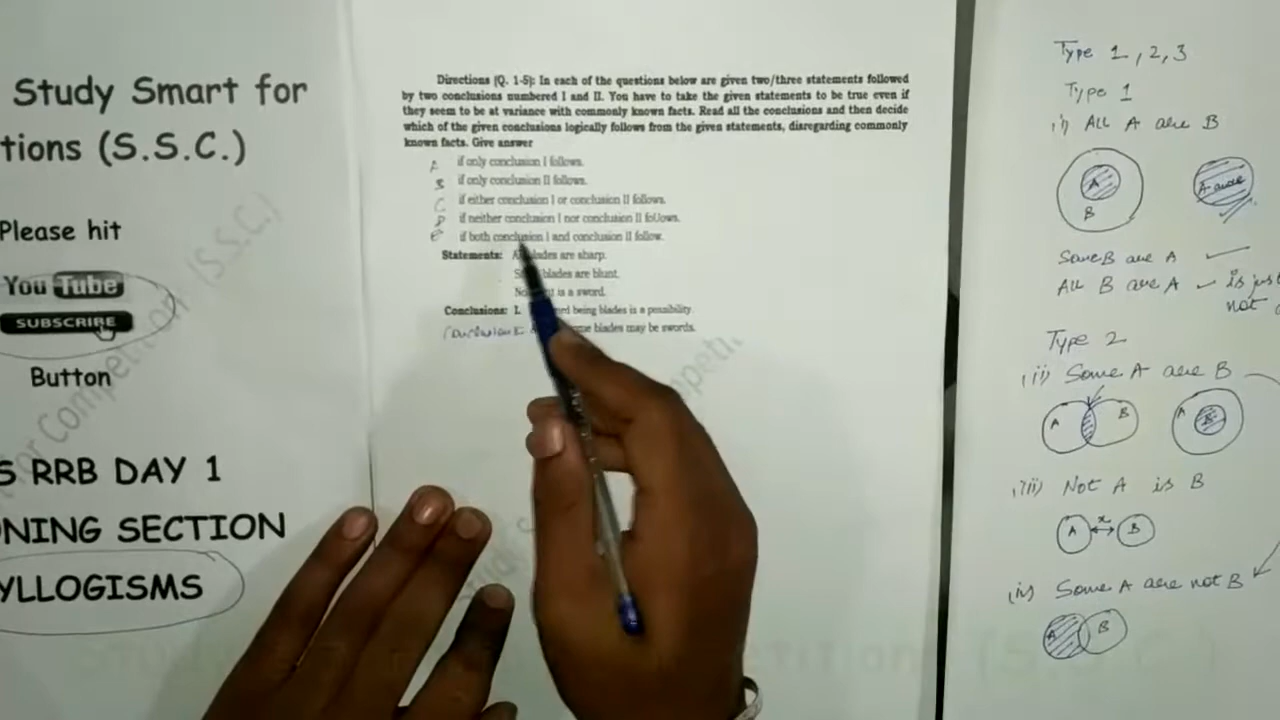 Study Smart for
tions (S.S.C.)
Please hit
You Tube
SUBSCRIBE
Button
S RRB DAY 1
NING SECTION
YLLOGISMS
Directions (Q. 1-5): In each of the questions below are given two/three statements followed
by two conclusions numbered I and II. You have to take the given statements to be true even if
they seem to be at variance with commonly known facts. Read all the conclusions and then decide
which of the given conclusions logically follows from the given statements, disregarding commonly
known facts. Give answer
A if only conclusion I follows.
B if only conclusion II follows.
C if either conclusion I or conclusion II follows.
D if neither conclusion I nor conclusion II follows.
E if both conclusion I and conclusion II follow.
Statements: blades are sharp.
blades are blunt.
is a sword.
Conclusions: I. being blades is a possibility.
Conclusions blades may be swords.
Type 1, 2, 3
Type 1
i) All A are B
A
B
A are
Some B are A
All B are A is jus
not
Type 2
(ii) Some A are B
A B
A B
(iii) Not A is B
A x B
(iv) Some A are not B
A B
for Competition (S.S.C.)